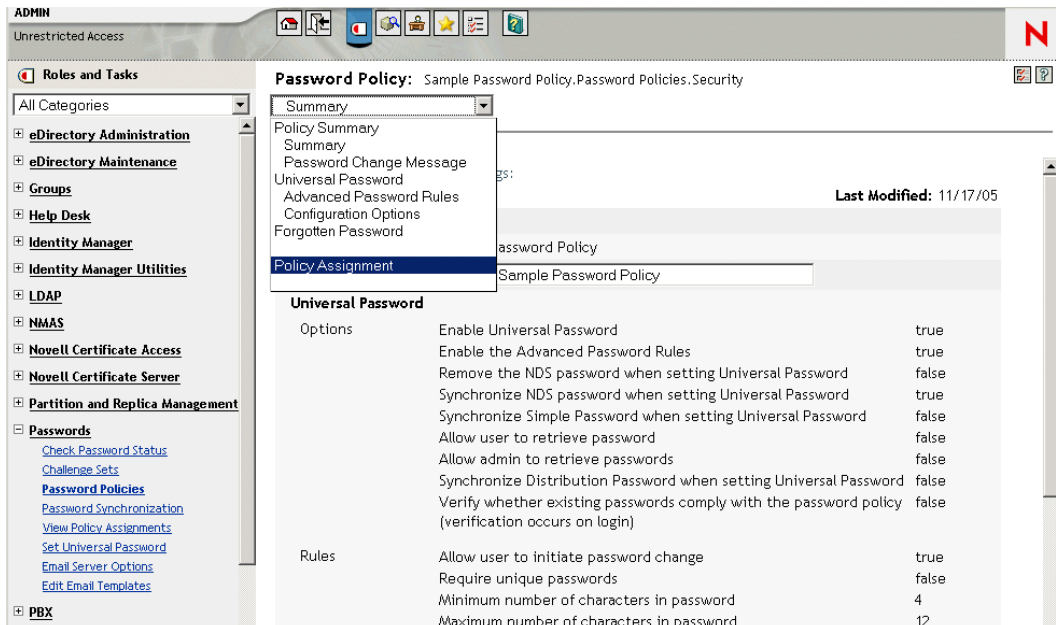 ADMIN
Unrestricted Access
N
Roles and Tasks
All Categories
eDirectory Administration
eDirectory Maintenance
Groups
Help Desk
Identity Manager
Identity Manager Utilities
LDAP
NMAS
Novell Certificate Access
Novell Certificate Server
Partition and Replica Management
Passwords
Check Password Status
Challenge Sets
Password Policies
Password Synchronization
View Policy Assignments
Set Universal Password
Email Server Options
Edit Email Templates
PBX
Password Policy: Sample Password Policy.Password Policies.Security
Summary
Policy Summary
Summary
Password Change Message
Universal Password
Advanced Password Rules
Configuration Options
Forgotten Password
Policy Assignment
gs:
Last Modified: 11/17/05
assword Policy
Sample Password Policy
Universal Password
Options Enable Universal Password true
Enable the Advanced Password Rules true
Remove the NDS password when setting Universal Password false
Synchronize NDS password when setting Universal Password true
Synchronize Simple Password when setting Universal Password false
Allow user to retrieve password false
Allow admin to retrieve passwords false
Synchronize Distribution Password when setting Universal Password false
Verify whether existing passwords comply with the password policy false
(verification occurs on login)
Rules Allow user to initiate password change true
Require unique passwords false
Minimum number of characters in password 4
Maximum number of characters in password 12